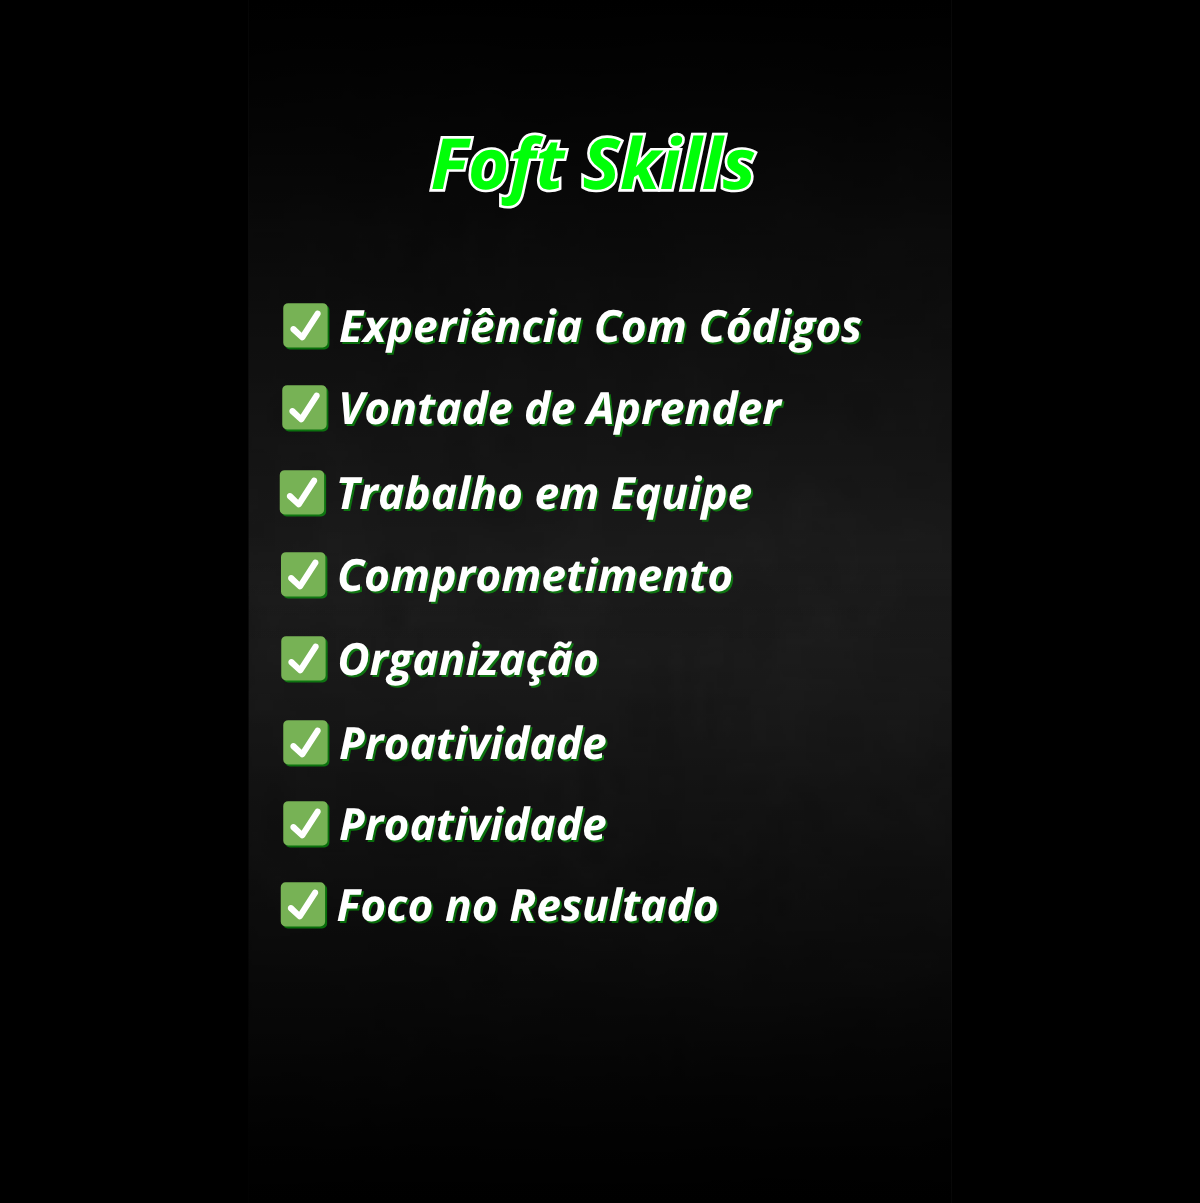 Foft Skills
✅ Experiência Com Códigos
✅ Vontade de Aprender
✅ Trabalho em Equipe
✅ Comprometimento
✅ Organização
✅ Proatividade
✅ Proatividade
✅ Foco no Resultado